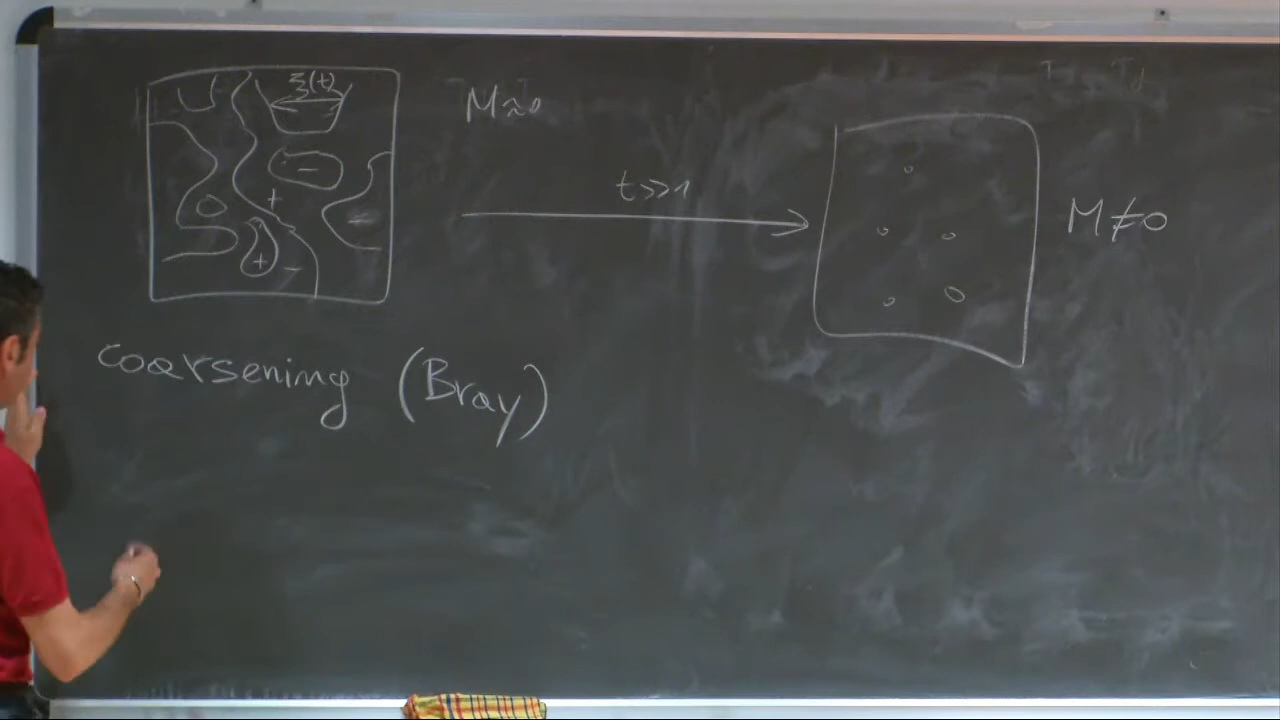 ξ(t)
M≈0
−
+
=
+
−
t>>1
M≠0
coarsening (Bray)